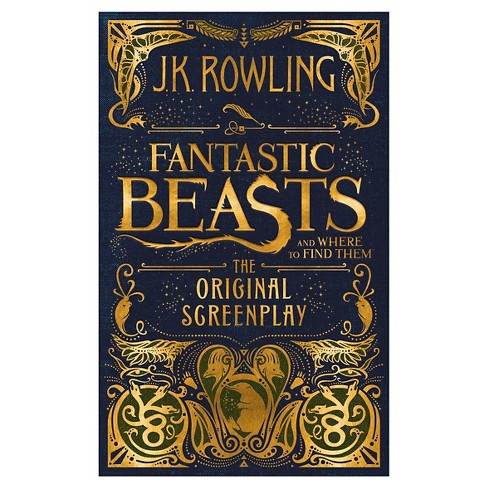 J.K. ROWLING
FANTASTIC
BEASTS
AND WHERE
TO FIND THEM
THE
ORIGINAL
SCREENPLAY